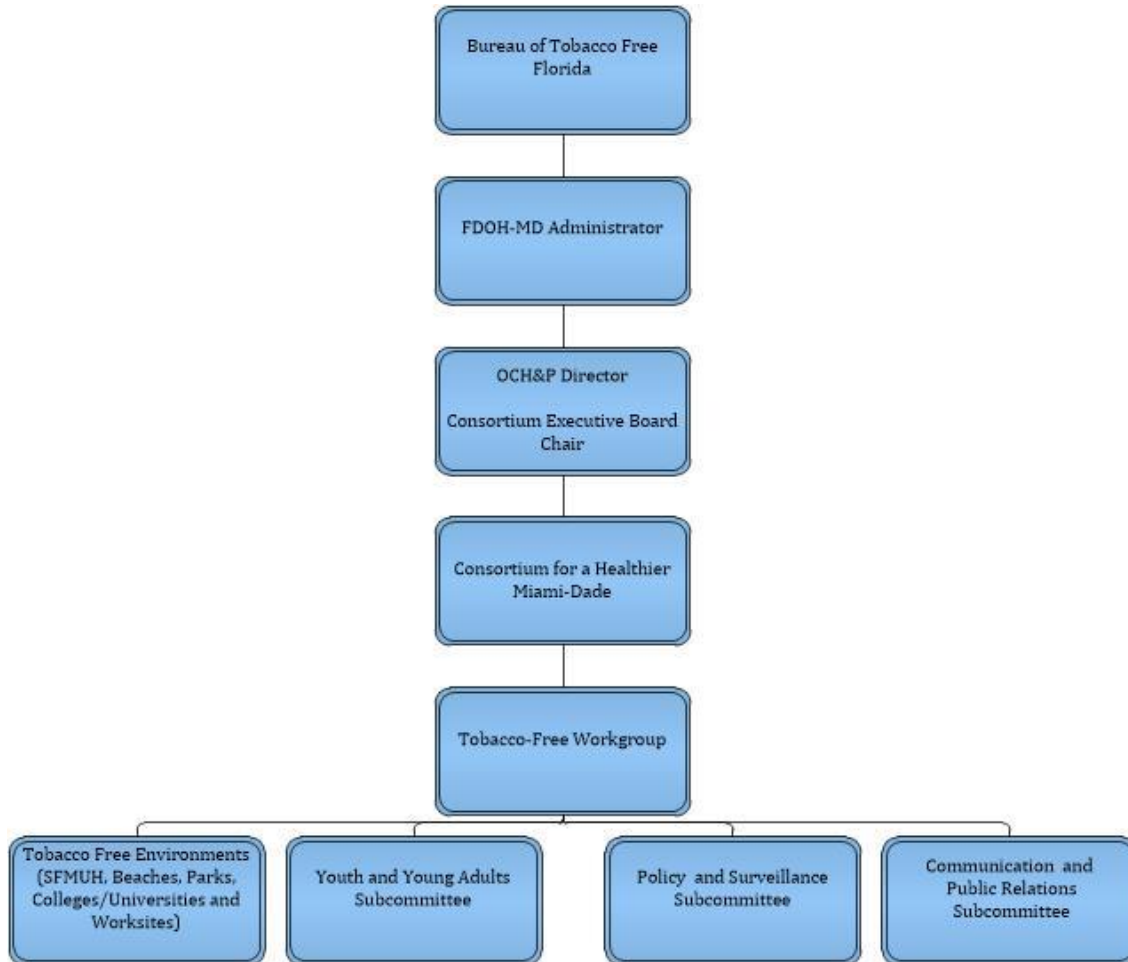 Bureau of Tobacco Free
Florida
FDOH-MD Administrator
OCH&P Director
Consortium Executive Board
Chair
Consortium for a Healthier
Miami-Dade
Tobacco-Free Workgroup
Tobacco Free Environments
(SFMUH, Beaches, Parks,
Colleges/Universities and
Worksites)
Youth and Young Adults
Subcommittee
Policy and Surveillance
Subcommittee
Communication and
Public Relations
Subcommittee